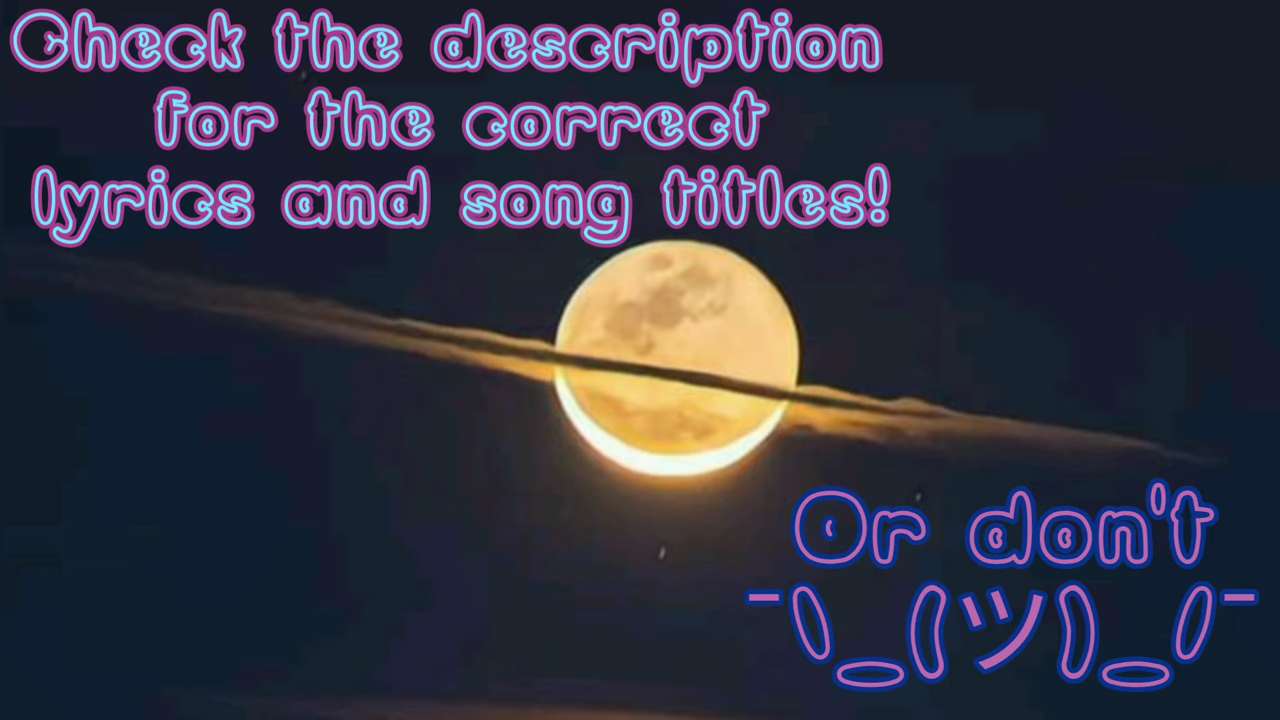 Check the description
for the correct
lyrics and song titles!
Or don't
¯\_(ツ)_/¯